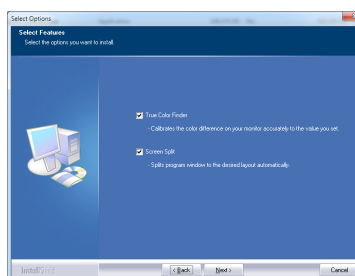 Select Options
Select Features
Select the options you want to install.
True Color Finder
- Calibrates the color difference on your monitor accurately to the value you set.
Screen Split
- Splits program window to the desired layout automatically.
InstallShield
< Back
Next >
Cancel